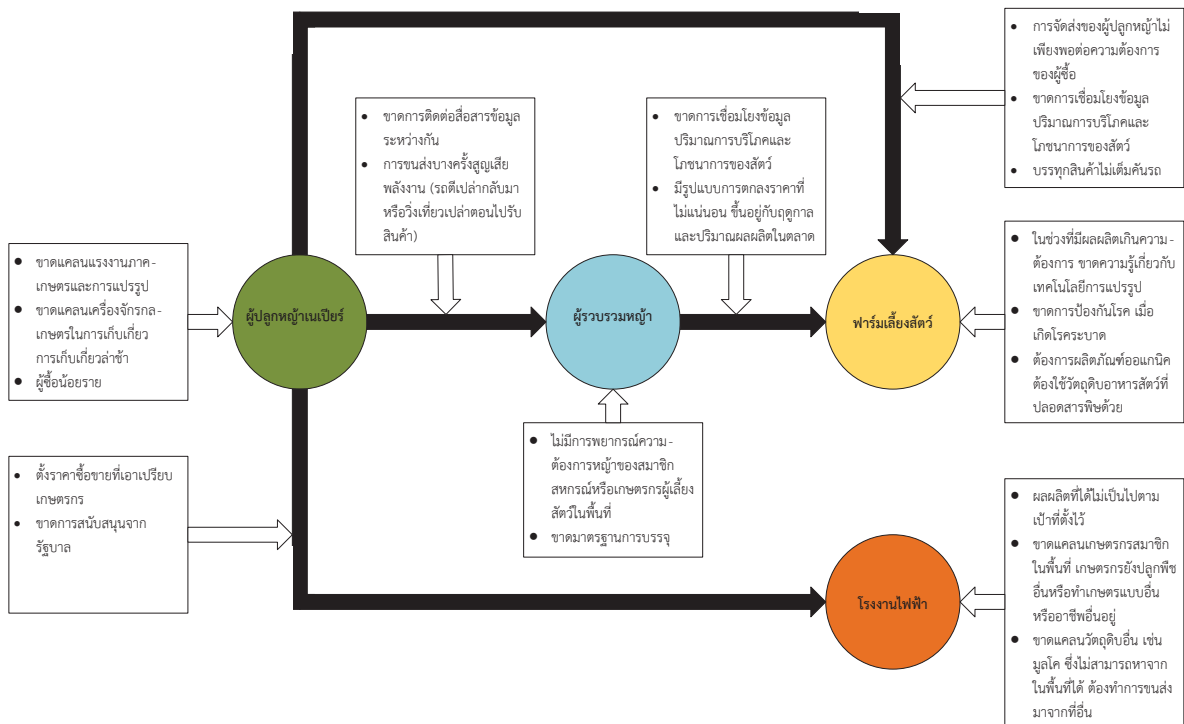 • การจัดส่งของผู้ปลูกหญ้าไม่
เพียงพอต่อความต้องการ
ของผู้ซื้อ
• ขาดการเชื่อมโยงข้อมูล
ปริมาณการบริโภคและ
โภชนาการของสัตว์
• บรรทุกสินค้าไม่เต็มคันรถ
• ขาดการติดต่อสื่อสารข้อมูล
ระหว่างกัน
• การขนส่งบางครั้งสูญเสีย
พลังงาน (รถตีเปล่ากลับมา
หรือวิ่งเที่ยวเปล่าตอนไปรับ
สินค้า)
• ขาดการเชื่อมโยงข้อมูล
ปริมาณการบริโภคและ
โภชนาการของสัตว์
• มีรูปแบบการตกลงราคาที่
ไม่แน่นอน ขึ้นอยู่กับฤดูกาล
และปริมาณผลผลิตในตลาด
• ขาดแคลนแรงงานภาค-
เกษตรและการแปรรูป
• ขาดแคลนเครื่องจักรกล-
เกษตรในการเก็บเกี่ยว
การเก็บเกี่ยวล่าช้า
• ผู้ซื้อน้อยราย
ผู้ปลูกหญ้าเนเปียร์
ผู้รวบรวมหญ้า
ฟาร์มเลี้ยงสัตว์
• ในช่วงที่มีผลผลิตเกินความ-
ต้องการ ขาดความรู้เกี่ยวกับ
เทคโนโลยีการแปรรูป
• ขาดการป้องกันโรค เมื่อ
เกิดโรคระบาด
• ต้องการผลิตภัณฑ์ออแกนิค
ต้องใช้วัตถุดิบอาหารสัตว์ที่
ปลอดสารพิษด้วย
• ตั้งราคาซื้อขายที่เอาเปรียบ
เกษตรกร
• ขาดการสนับสนุนจาก
รัฐบาล
• ไม่มีการพยากรณ์ความ-
ต้องการหญ้าของสมาชิก
สหกรณ์หรือเกษตรกรผู้เลี้ยง
สัตว์ในพื้นที่
• ขาดมาตรฐานการบรรจุ
โรงงานไฟฟ้า
• ผลผลิตที่ได้ไม่เป็นไปตาม
เป้าที่ตั้งไว้
• ขาดแคลนเกษตรกรสมาชิก
ในพื้นที่ เกษตรกรยังปลูกพืช
อื่นหรือทำเกษตรแบบอื่น
หรืออาชีพอื่นอยู่
• ขาดแคลนวัตถุดิบอื่น เช่น
มูลโค ซึ่งไม่สามารถหาจาก
ในพื้นที่ได้ ต้องทำการขนส่ง
มาจากที่อื่น